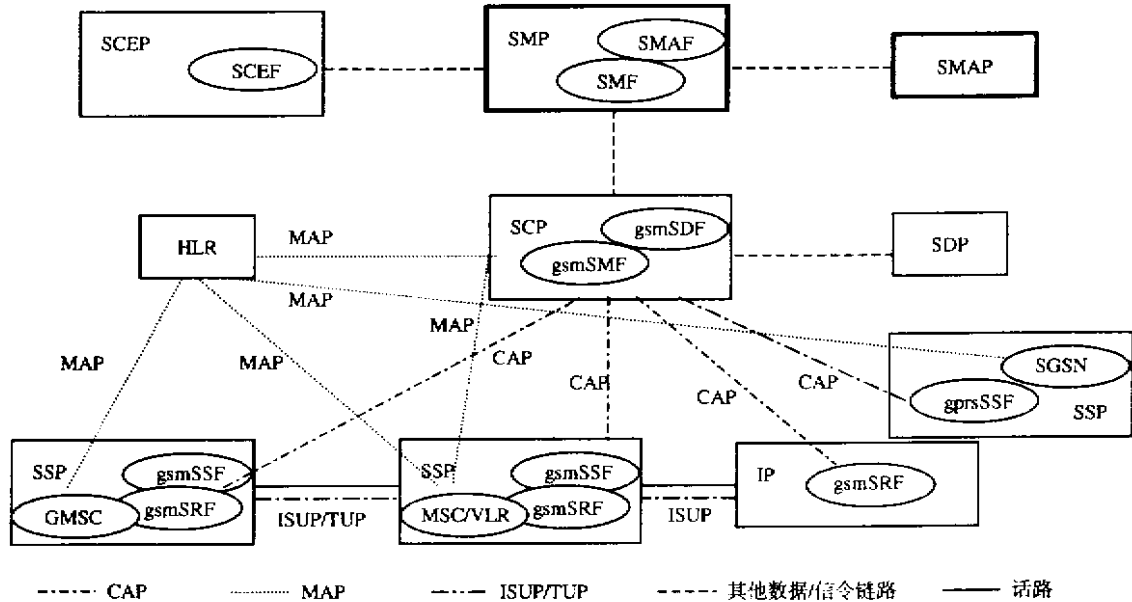 SCEP
SCEF
SMP
SMAF
SMF
SMAP
HLR
MAP
SCP
gsmSDF
gsmSMF
SDP
MAP
MAP
MAP
MAP
CAP
CAP
CAP
CAP
SGSN
gprsSSF
SSP
SSP
gsmSSF
GMSC
gsmSRF
ISUP/TUP
SSP
gsmSSF
MSC/VLR
gsmSRF
ISUP
IP
gsmSRF
CAP MAP ISUP/TUP 其他数据/信令链路 话路